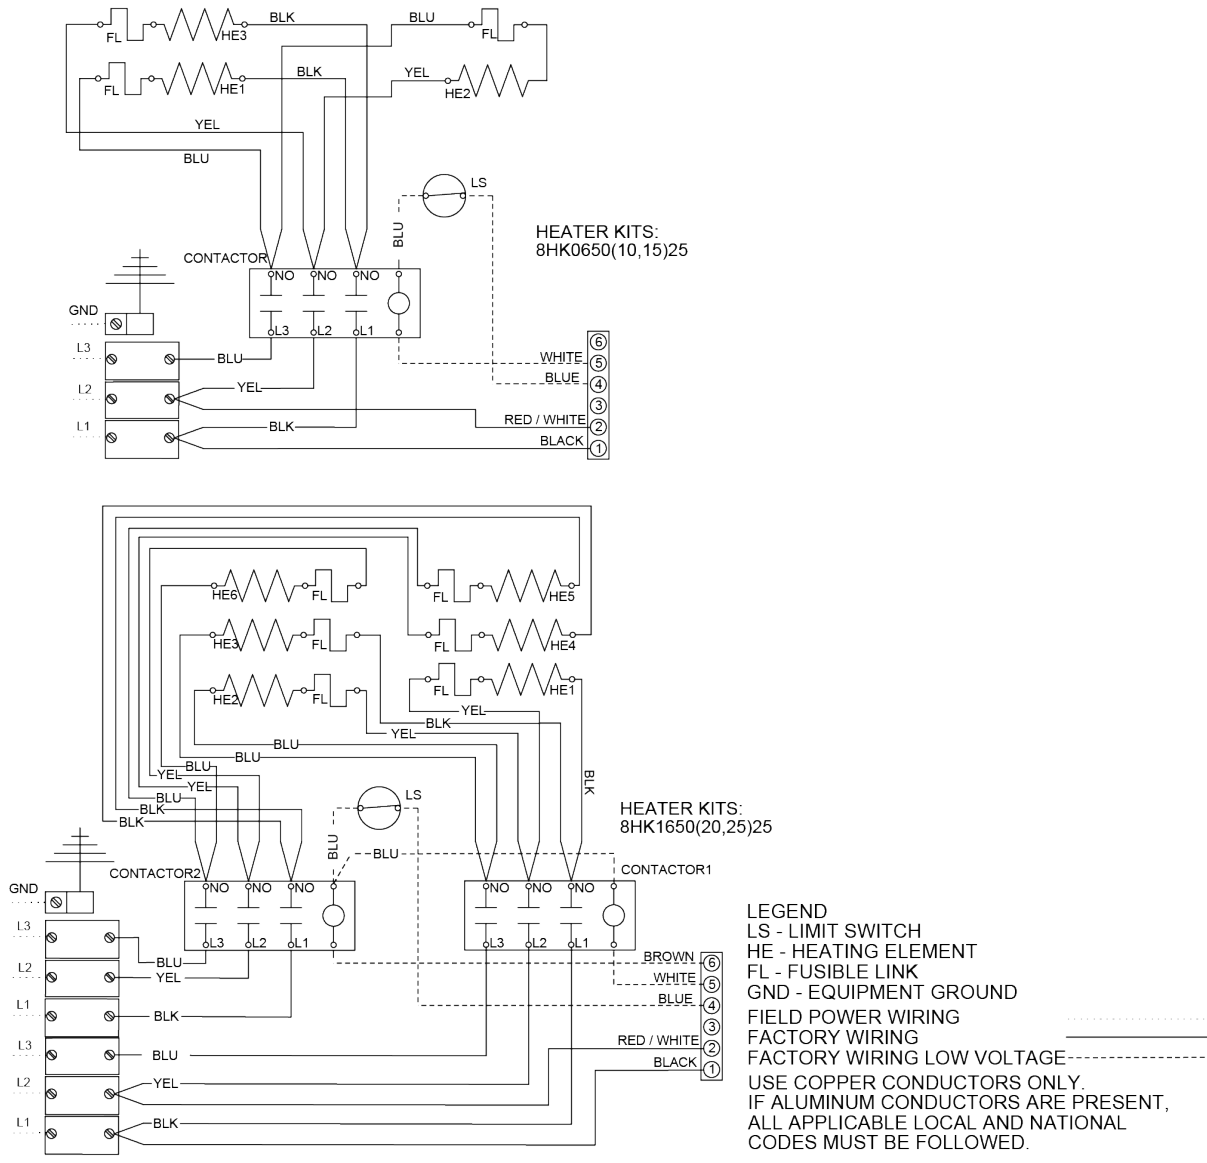 BLK
BLU
FL
HE3
FL
BLK
YEL
FL
HE1
HE2
YEL
BLU
LS
BLU
HEATER KITS:
8HK0650(10,15)25
CONTACTOR
NO
NO
NO
GND
L3
L2
L1
L3
BLU
WHITE
6
5
YEL
BLUE
4
L2
3
RED / WHITE
2
L1
BLK
BLACK
1
HE6
FL
FL
HE5
HE3
FL
FL
HE4
HE2
FL
FL
HE1
YEL
BLK
YEL
BLU
BLU
BLU
YEL
YEL
BLU
BLK
BLK
BLK
LS
HEATER KITS:
8HK1650(20,25)25
BLU
BLU
CONTACTOR2
CONTACTOR1
GND
NO
NO
NO
NO
NO
NO
L3
L3
L2
L1
L3
L2
L1
BLU
BROWN
6
L2
YEL
WHITE
5
BLUE
4
L1
BLK
3
RED / WHITE
2
L3
BLU
BLACK
1
L2
YEL
L1
BLK
LEGEND
LS - LIMIT SWITCH
HE - HEATING ELEMENT
FL - FUSIBLE LINK
GND - EQUIPMENT GROUND
FIELD POWER WIRING
FACTORY WIRING
FACTORY WIRING LOW VOLTAGE
USE COPPER CONDUCTORS ONLY.
IF ALUMINUM CONDUCTORS ARE PRESENT,
ALL APPLICABLE LOCAL AND NATIONAL
CODES MUST BE FOLLOWED.